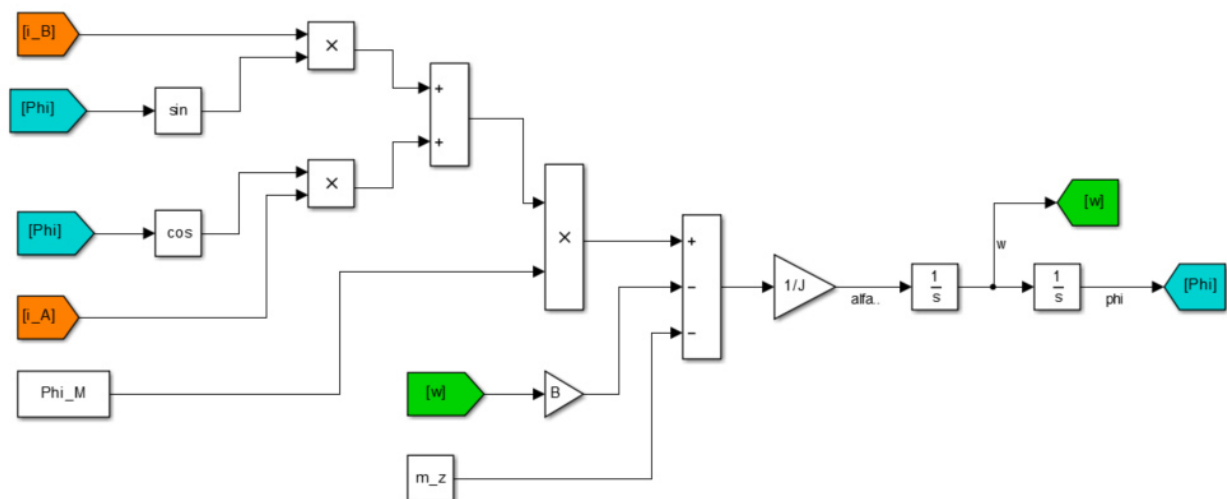 [i_B]
×
[Phi]
sin
+
+
×
[Phi]
cos
[i_A]
Phi_M
×
[w]
B
m_z
+
−
−
1/J
alfa..
1
s
w
[w]
1
s
phi
[Phi]